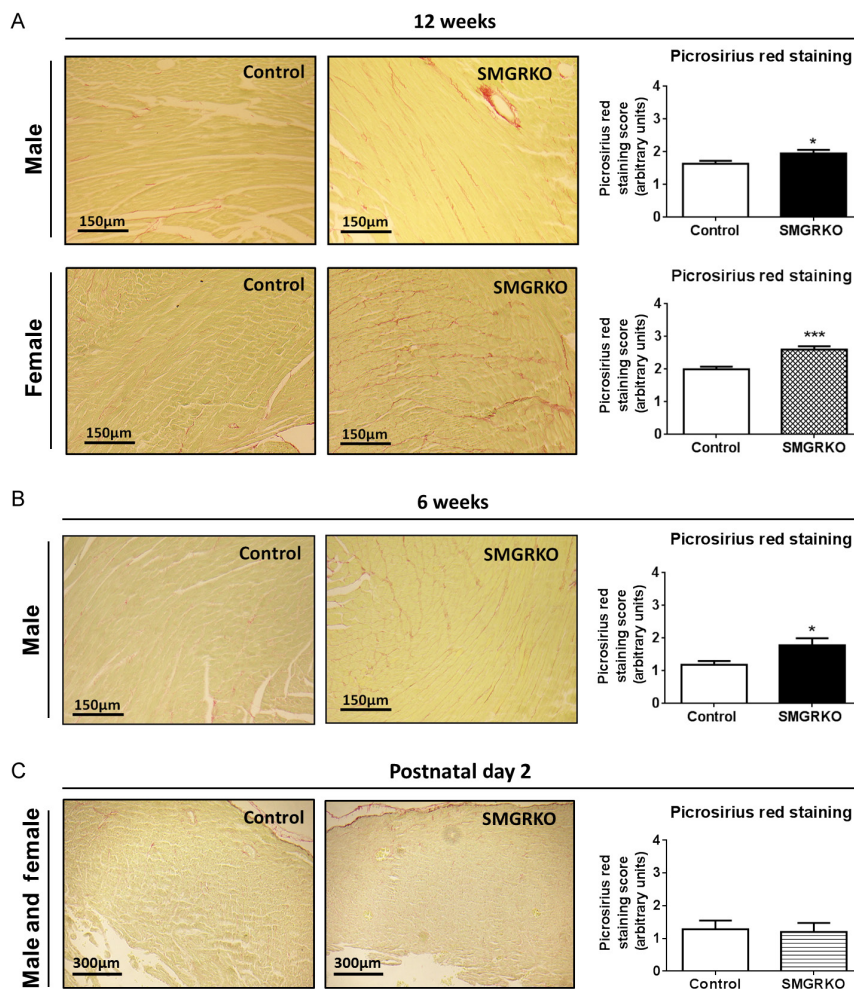 A
12 weeks
Male
Control
150μm
SMGRKO
150μm
Picrosirius red staining
Picrosirius red
staining score
(arbitrary units)
4
3
2
1
0
*
Control
SMGRKO
Female
Control
150μm
SMGRKO
150μm
Picrosirius red staining
Picrosirius red
staining score
(arbitrary units)
4
3
2
1
0
***
Control
SMGRKO
B
6 weeks
Male
Control
150μm
SMGRKO
150μm
Picrosirius red staining
Picrosirius red
staining score
(arbitrary units)
4
3
2
1
0
*
Control
SMGRKO
C
Postnatal day 2
Male and female
Control
300μm
SMGRKO
300μm
Picrosirius red staining
Picrosirius red
staining score
(arbitrary units)
4
3
2
1
0
Control
SMGRKO